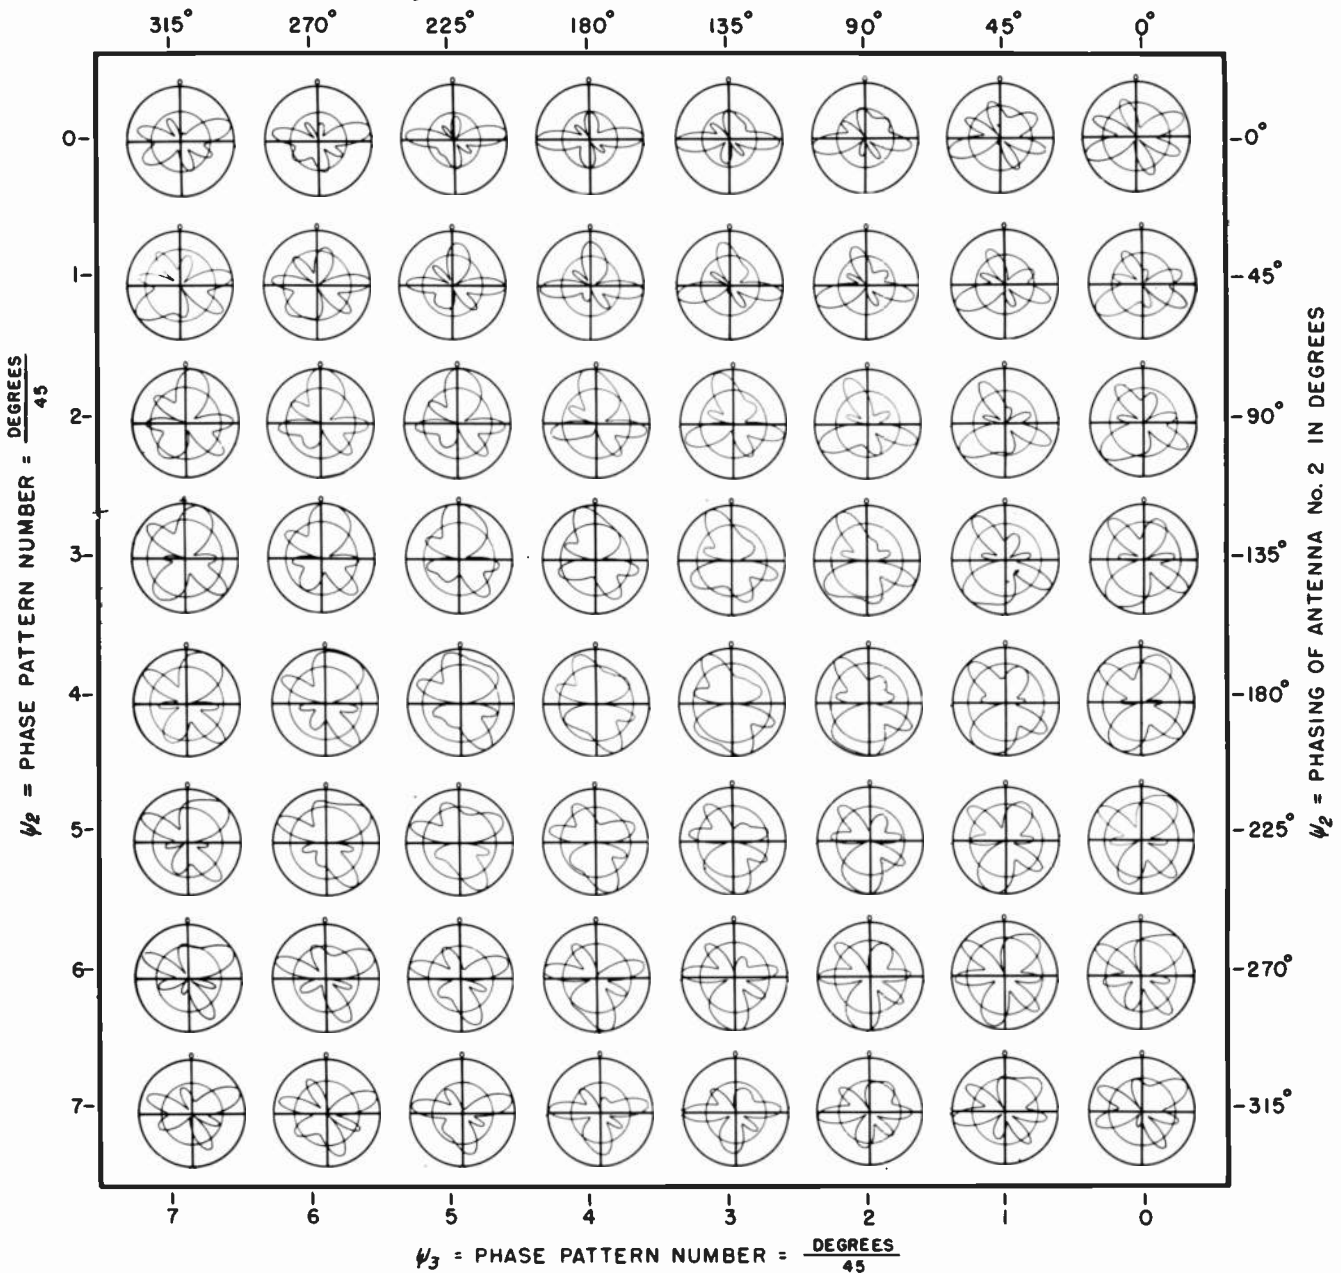 315° 270° 225° 180° 135° 90° 45° 0°
0- -0°
1- -45°
2- -90°
3- -135°
4- -180°
5- -225°
6- -270°
7- -315°
ψ2 = PHASE PATTERN NUMBER = DEGREES
45
ψ2 = PHASING OF ANTENNA No. 2 IN DEGREES
7 6 5 4 3 2 1 0
ψ3 = PHASE PATTERN NUMBER = DEGREES
45